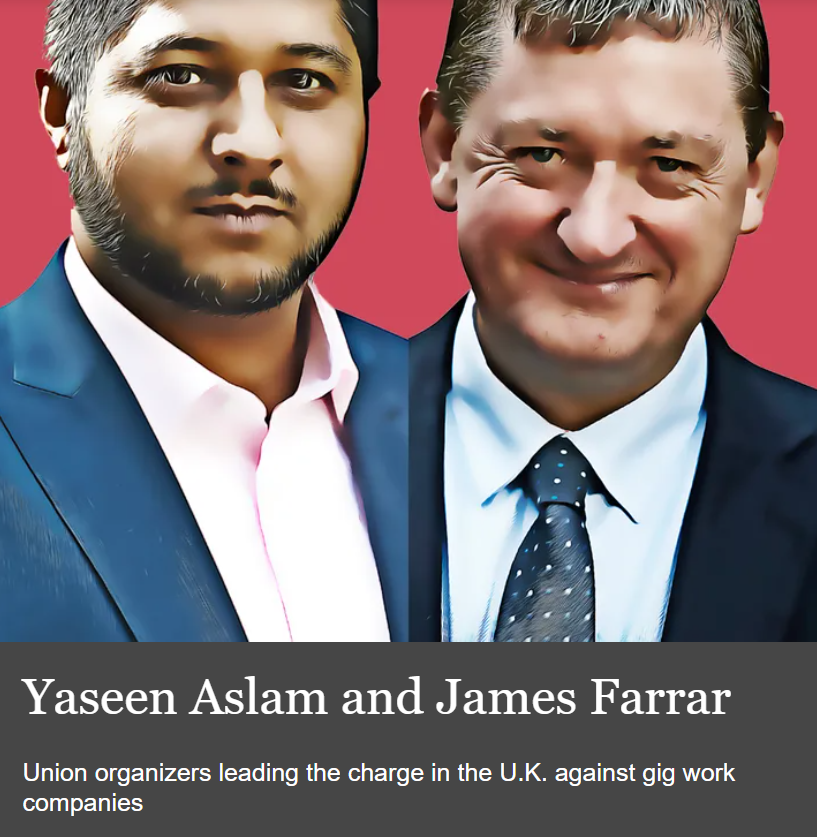 Yaseen Aslam and James Farrar
Union organizers leading the charge in the U.K. against gig work
companies